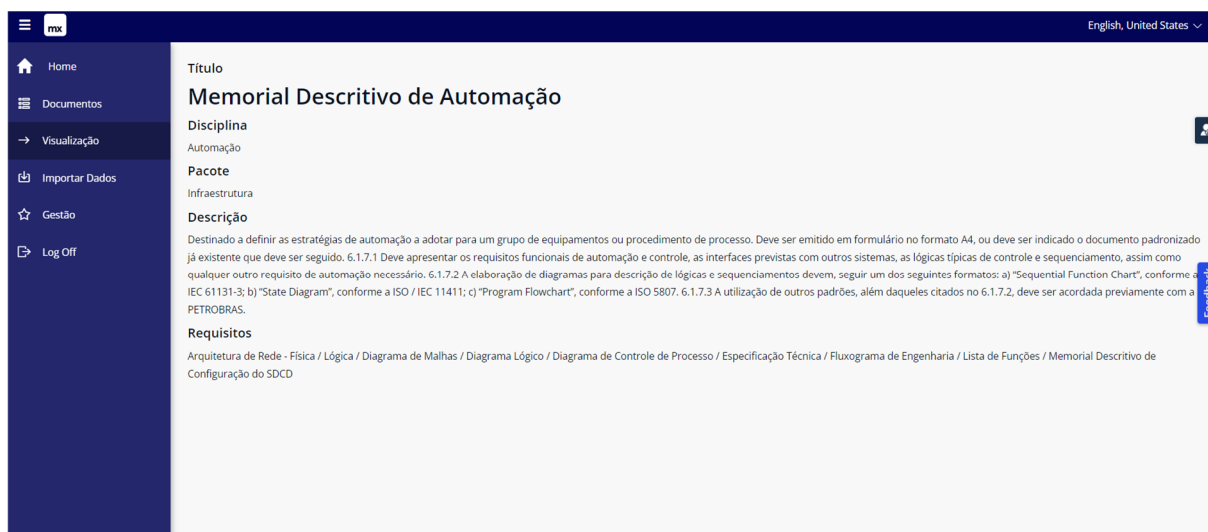 mx
English, United States
Home
Documentos
Visualização
Importar Dados
Gestão
Log Off
Título
Memorial Descritivo de Automação
Disciplina
Automação
Pacote
Infraestrutura
Descrição
Destinado a definir as estratégias de automação a adotar para um grupo de equipamentos ou procedimento de processo. Deve ser emitido em formulário no formato A4, ou deve ser indicado o documento padronizado
já existente que deve ser seguido. 6.1.7.1 Deve apresentar os requisitos funcionais de automação e controle, as interfaces previstas com outros sistemas, as lógicas típicas de controle e sequenciamento, assim como
qualquer outro requisito de automação necessário. 6.1.7.2 A elaboração de diagramas para descrição de lógicas e sequenciamentos devem, seguir um dos seguintes formatos: a) “Sequential Function Chart”, conforme a
IEC 61131-3; b) “State Diagram”, conforme a ISO / IEC 11411; c) “Program Flowchart”, conforme a ISO 5807. 6.1.7.3 A utilização de outros padrões, além daqueles citados no 6.1.7.2, deve ser acordada previamente com a
PETROBRAS.
Requisitos
Arquitetura de Rede - Física / Lógica / Diagrama de Malhas / Diagrama Lógico / Diagrama de Controle de Processo / Especificação Técnica / Fluxograma de Engenharia / Lista de Funções / Memorial Descritivo de
Configuração do SDCD
Feedback